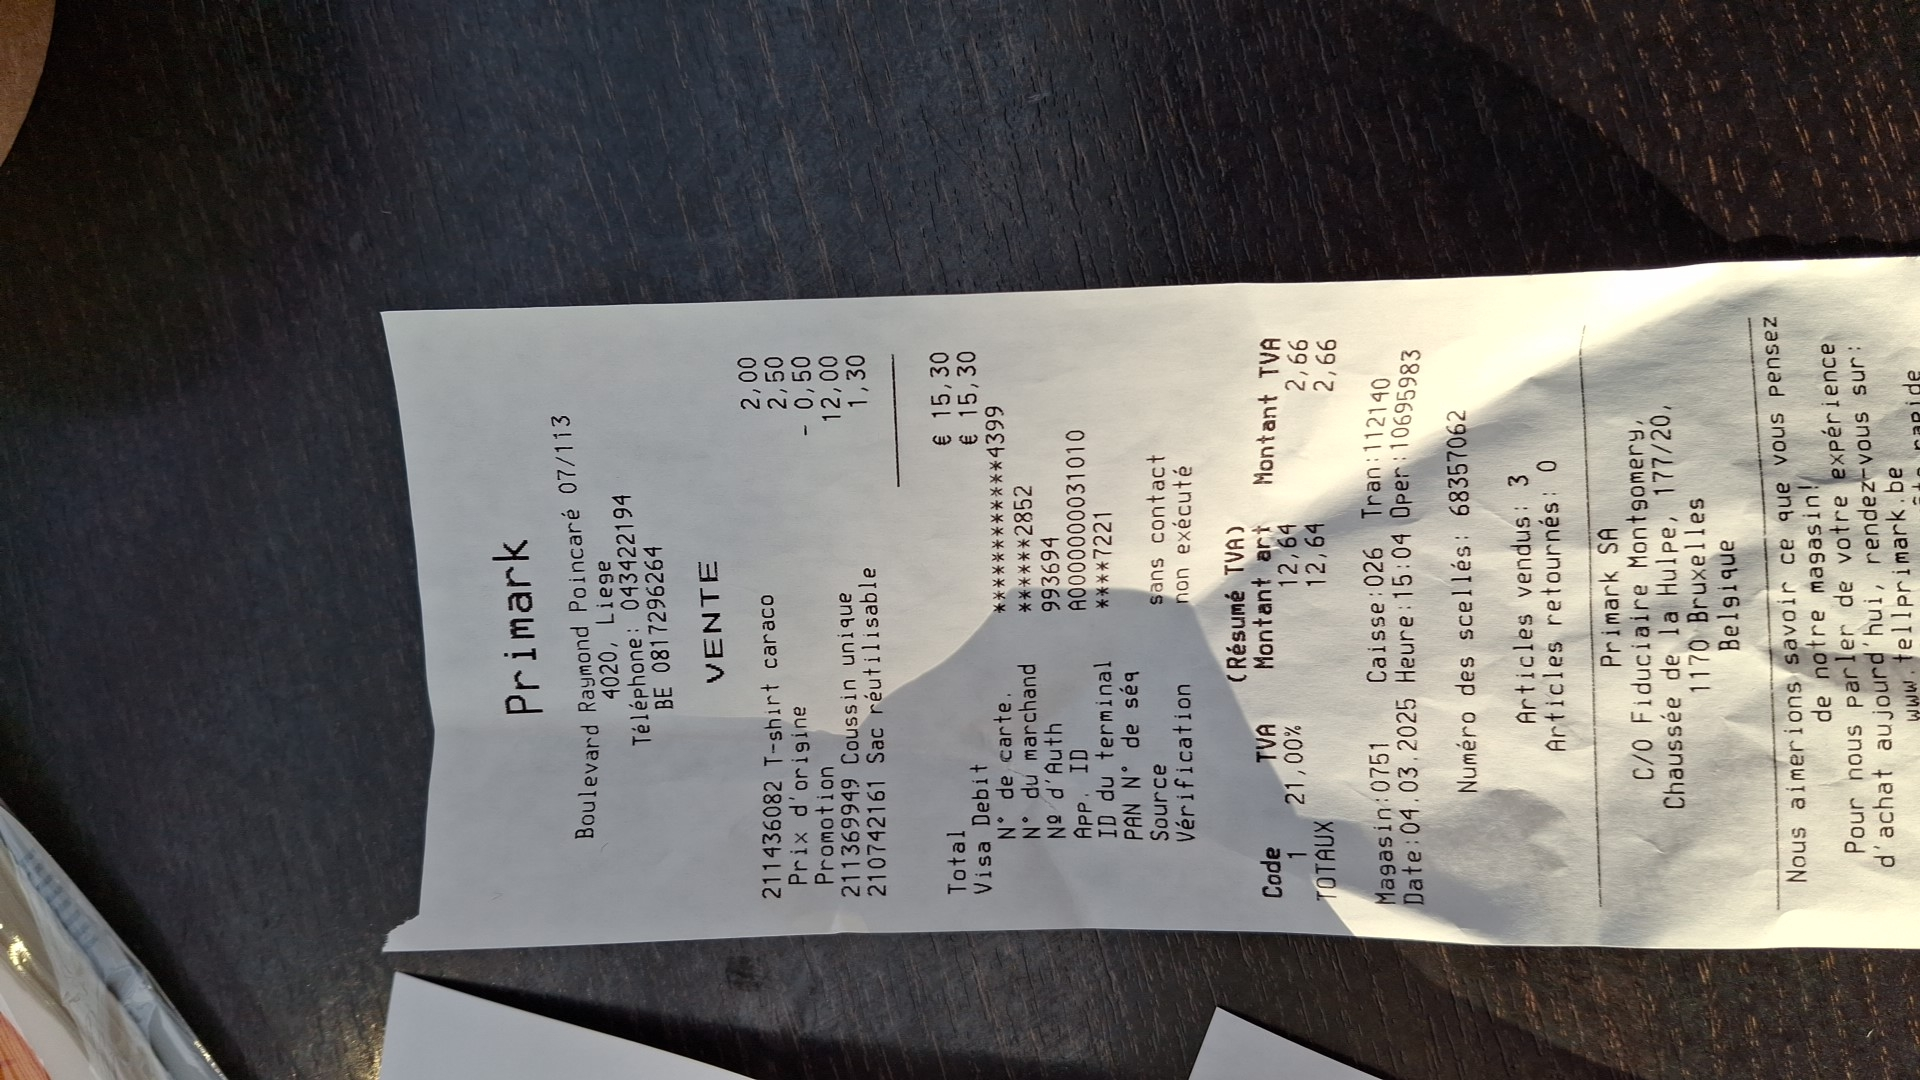 Primark
Boulevard Raymond Poincaré 07/113
4020, Liege
Téléphone: 043422194
BE 0817296264
VENTE
211436082 T-shirt caraco 2,00
Prix d'origine 2,50
Promotion - 0,50
211369949 Coussin unique 12,00
210742161 Sac réutilisable 1,30
Total € 15,30
Visa Debit € 15,30
N° de carte. ************4399
N° du marchand ******2852
Nº d'Auth 993694
App. ID A0000000031010
ID du terminal ****7221
PAN N° de séq
Source sans contact
Vérification non exécuté
(Résumé TVA)
Code TVA Montant art Montant TVA
1 21,00% 12,64 2,66
TOTAUX 12,64 2,66
Magasin:0751 Caisse:026 Tran:112140
Date:04.03.2025 Heure:15:04 Oper:10695983
Numéro des scellés: 68357062
Articles vendus: 3
Articles retournés: 0
Primark SA
C/O Fiduciaire Montgomery,
Chaussée de la Hulpe, 177/20,
1170 Bruxelles
Belgique
Nous aimerions savoir ce que vous pensez
de notre magasin!
Pour nous parler de votre expérience
d'achat aujourd'hui, rendez-vous sur:
www.tellprimark.be
rapide